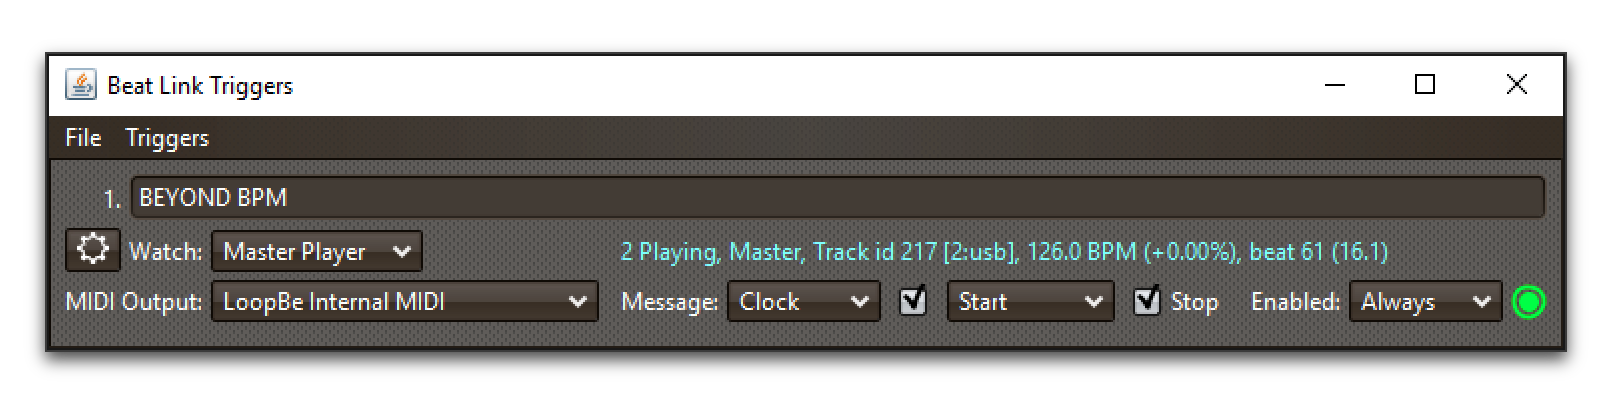 Beat Link Triggers
File Triggers
1. BEYOND BPM
Watch: Master Player 2 Playing, Master, Track id 217 [2:usb], 126.0 BPM (+0.00%), beat 61 (16.1)
MIDI Output: LoopBe Internal MIDI Message: Clock Start Stop Enabled: Always